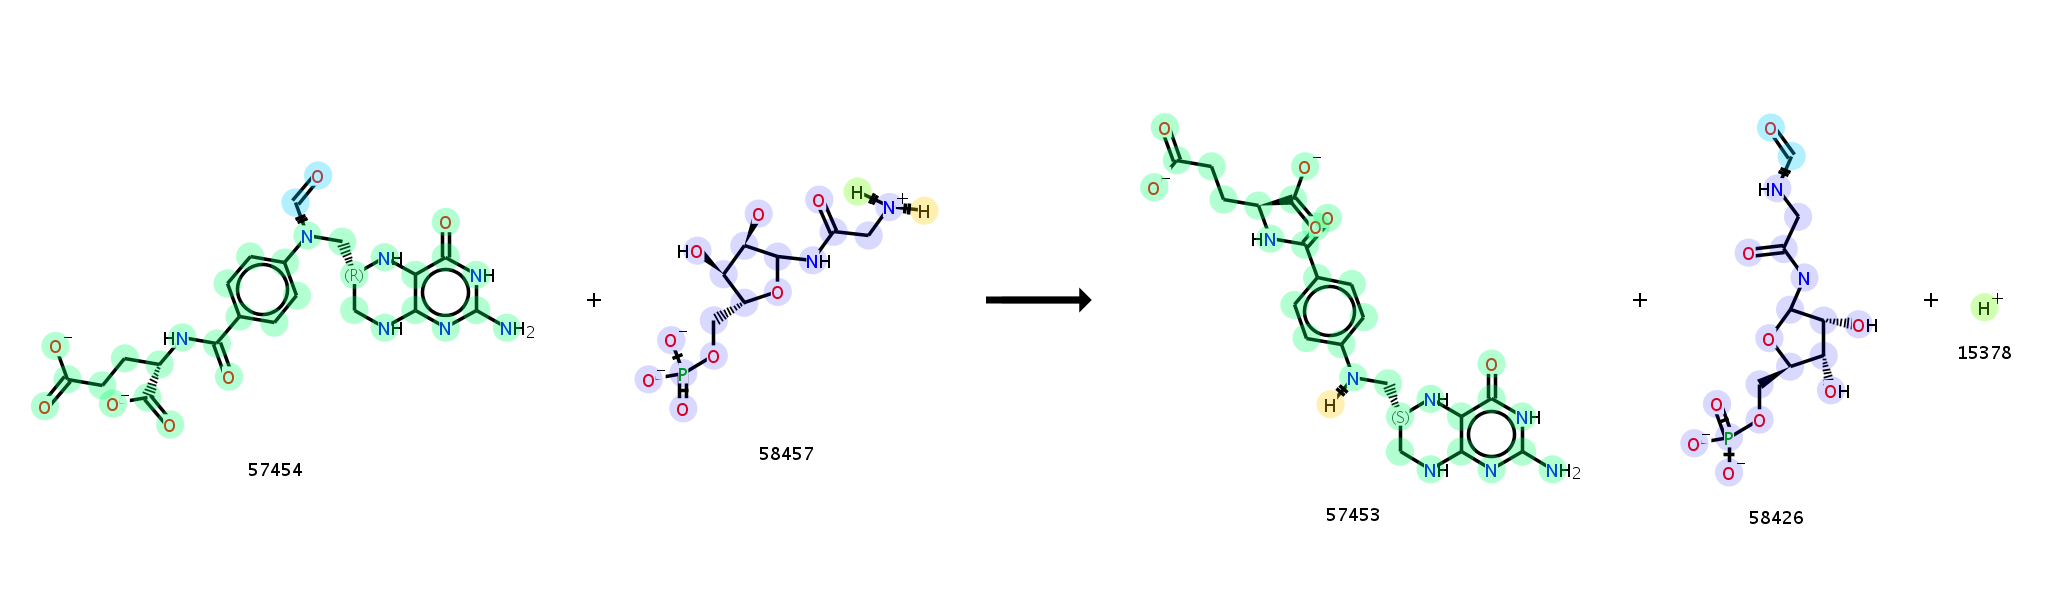 O
N
O
NH
(R)
NH
NH
N
NH2
HN
O
O−
O
O−
O
57454
+
H
N+
H
O
O
HO
NH
O
O−
O
O−
P
O
58457
O
O−
O−
O
O
HN
O
N
H
NH
(S)
NH
NH
N
NH2
57453
+
O
HN
O
N
OH
O
OH
O
O
O−
P
O−
58426
+
H+
15378